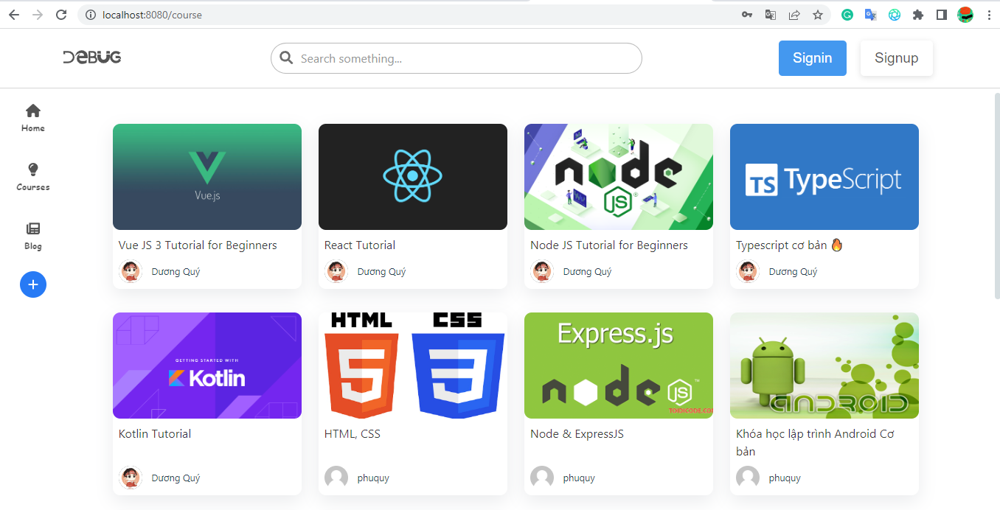 localhost:8080/course
DEBUG
Search something...
Signin
Signup
Home
Courses
Blog
Vue.js
node
JS
TS TypeScript
Vue JS 3 Tutorial for Beginners
React Tutorial
Node JS Tutorial for Beginners
Typescript cơ bản 🔥
Dương Quý
Dương Quý
Dương Quý
Dương Quý
GETTING STARTED WITH
Kotlin
HTML
5
CSS
3
Express.js
node JS™
TOIDICODE.COM
ANDROID
Kotlin Tutorial
HTML, CSS
Node & ExpressJS
Khóa học lập trình Android Cơ
bản
Dương Quý
phuquy
phuquy
phuquy